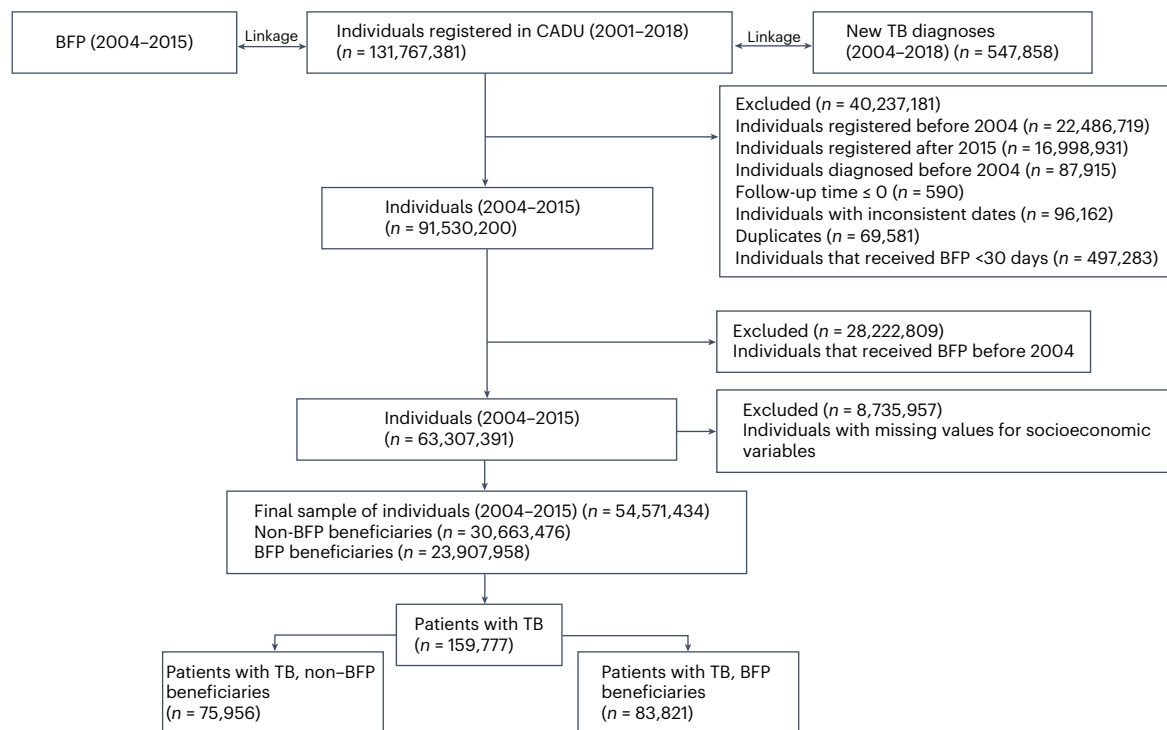 BFP (2004–2015)
Linkage
Individuals registered in CADU (2001–2018)
(n = 131,767,381)
Linkage
New TB diagnoses
(2004–2018) (n = 547,858)
Excluded (n = 40,237,181)
Individuals registered before 2004 (n = 22,486,719)
Individuals registered after 2015 (n = 16,998,931)
Individuals diagnosed before 2004 (n = 87,915)
Follow-up time ≤ 0 (n = 590)
Individuals with inconsistent dates (n = 96,162)
Duplicates (n = 69,581)
Individuals that received BFP <30 days (n = 497,283)
Individuals (2004–2015)
(n = 91,530,200)
Excluded (n = 28,222,809)
Individuals that received BFP before 2004
Individuals (2004–2015)
(n = 63,307,391)
Excluded (n = 8,735,957)
Individuals with missing values for socioeconomic
variables
Final sample of individuals (2004–2015) (n = 54,571,434)
Non-BFP beneficiaries (n = 30,663,476)
BFP beneficiaries (n = 23,907,958)
Patients with TB
(n = 159,777)
Patients with TB, non–BFP
beneficiaries
(n = 75,956)
Patients with TB, BFP
beneficiaries
(n = 83,821)